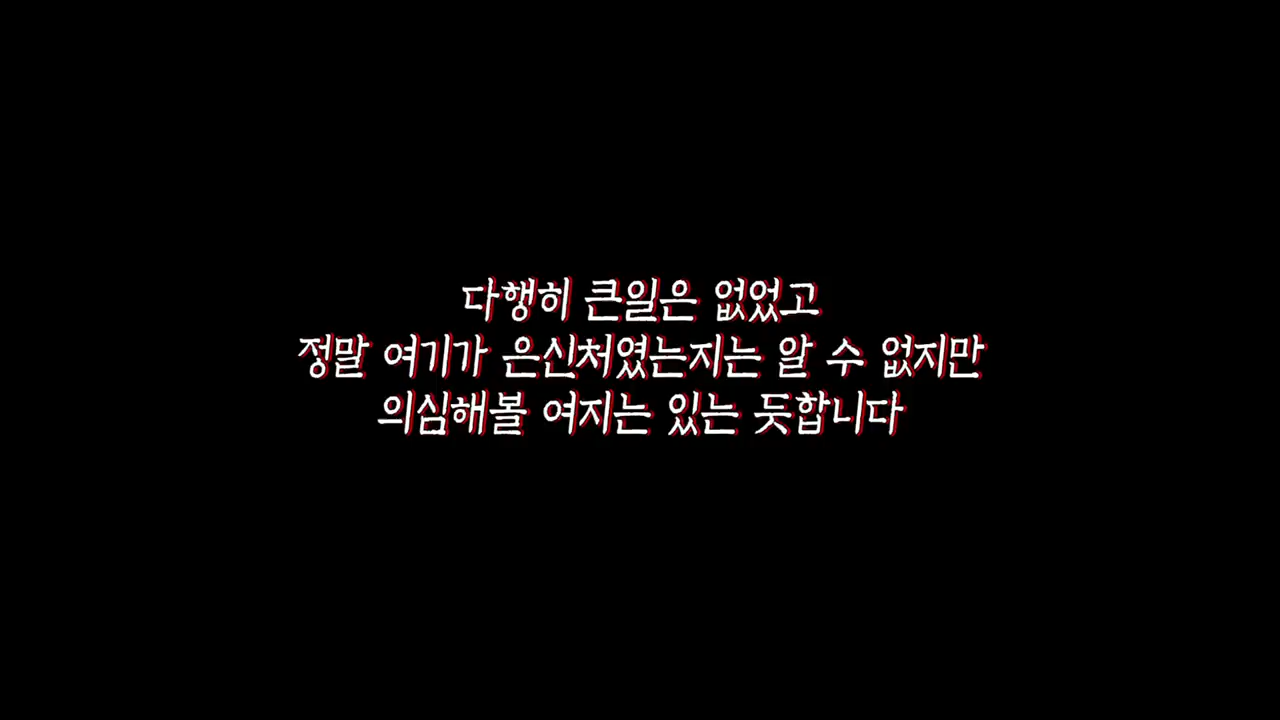 다행히 큰일은 없었고
정말 여기가 은신처였는지는 알 수 없지만
의심해볼 여지는 있는 듯합니다